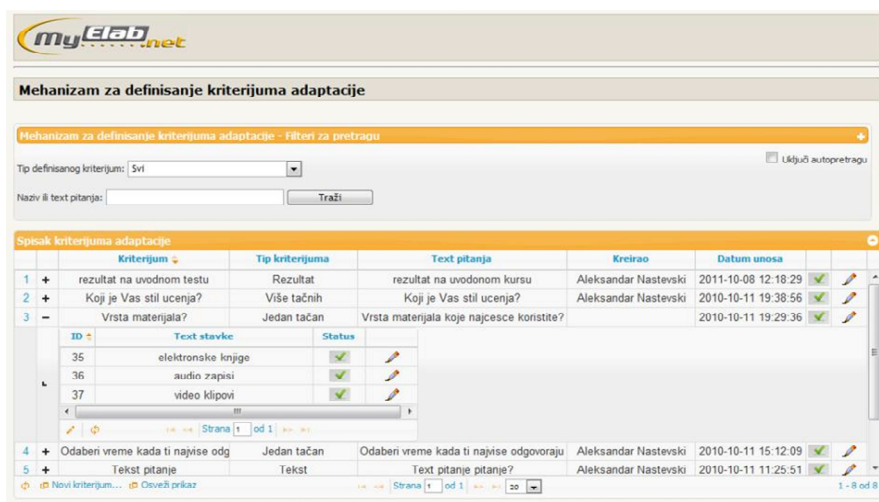 myElab.net
Mehanizam za definisanje kriterijuma adaptacije
Mehanizam za definisanje kriterijuma adaptacije - Filteri za pretragu
Tip definisanog kriterijum: Svi
Uključi autopretragu
Naziv ili text pitanja: Traži
Spisak kriterijuma adaptacije
Kriterijum Tip kriterijuma Text pitanja Kreirao Datum unosa
1 + rezultat na uvodnom testu Rezultat rezultat na uvodonom kursu Aleksandar Nastevski 2011-10-08 12:18:29
2 + Koji je Vas stil ucenja? Više tačnih Koji je Vas stil ucenja? Aleksandar Nastevski 2010-10-11 19:38:56
3 − Vrsta materijala? Jedan tačan Vrsta materijala koje najcesce koristite? 2010-10-11 19:29:36
ID Text stavke Status
35 elektronske knjige
36 audio zapisi
37 video klipovi
Strana 1 od 1
4 + Odaberi vreme kada ti najvise odg Jedan tačan Odaberi vreme kada ti najvise odgovoraju Aleksandar Nastevski 2010-10-11 15:12:09
5 + Tekst pitanje Tekst Text pitanje pitanje? Aleksandar Nastevski 2010-10-11 11:25:51
Novi kriterijum... Osveži prikaz Strana 1 od 1 20 1 - 8 od 8